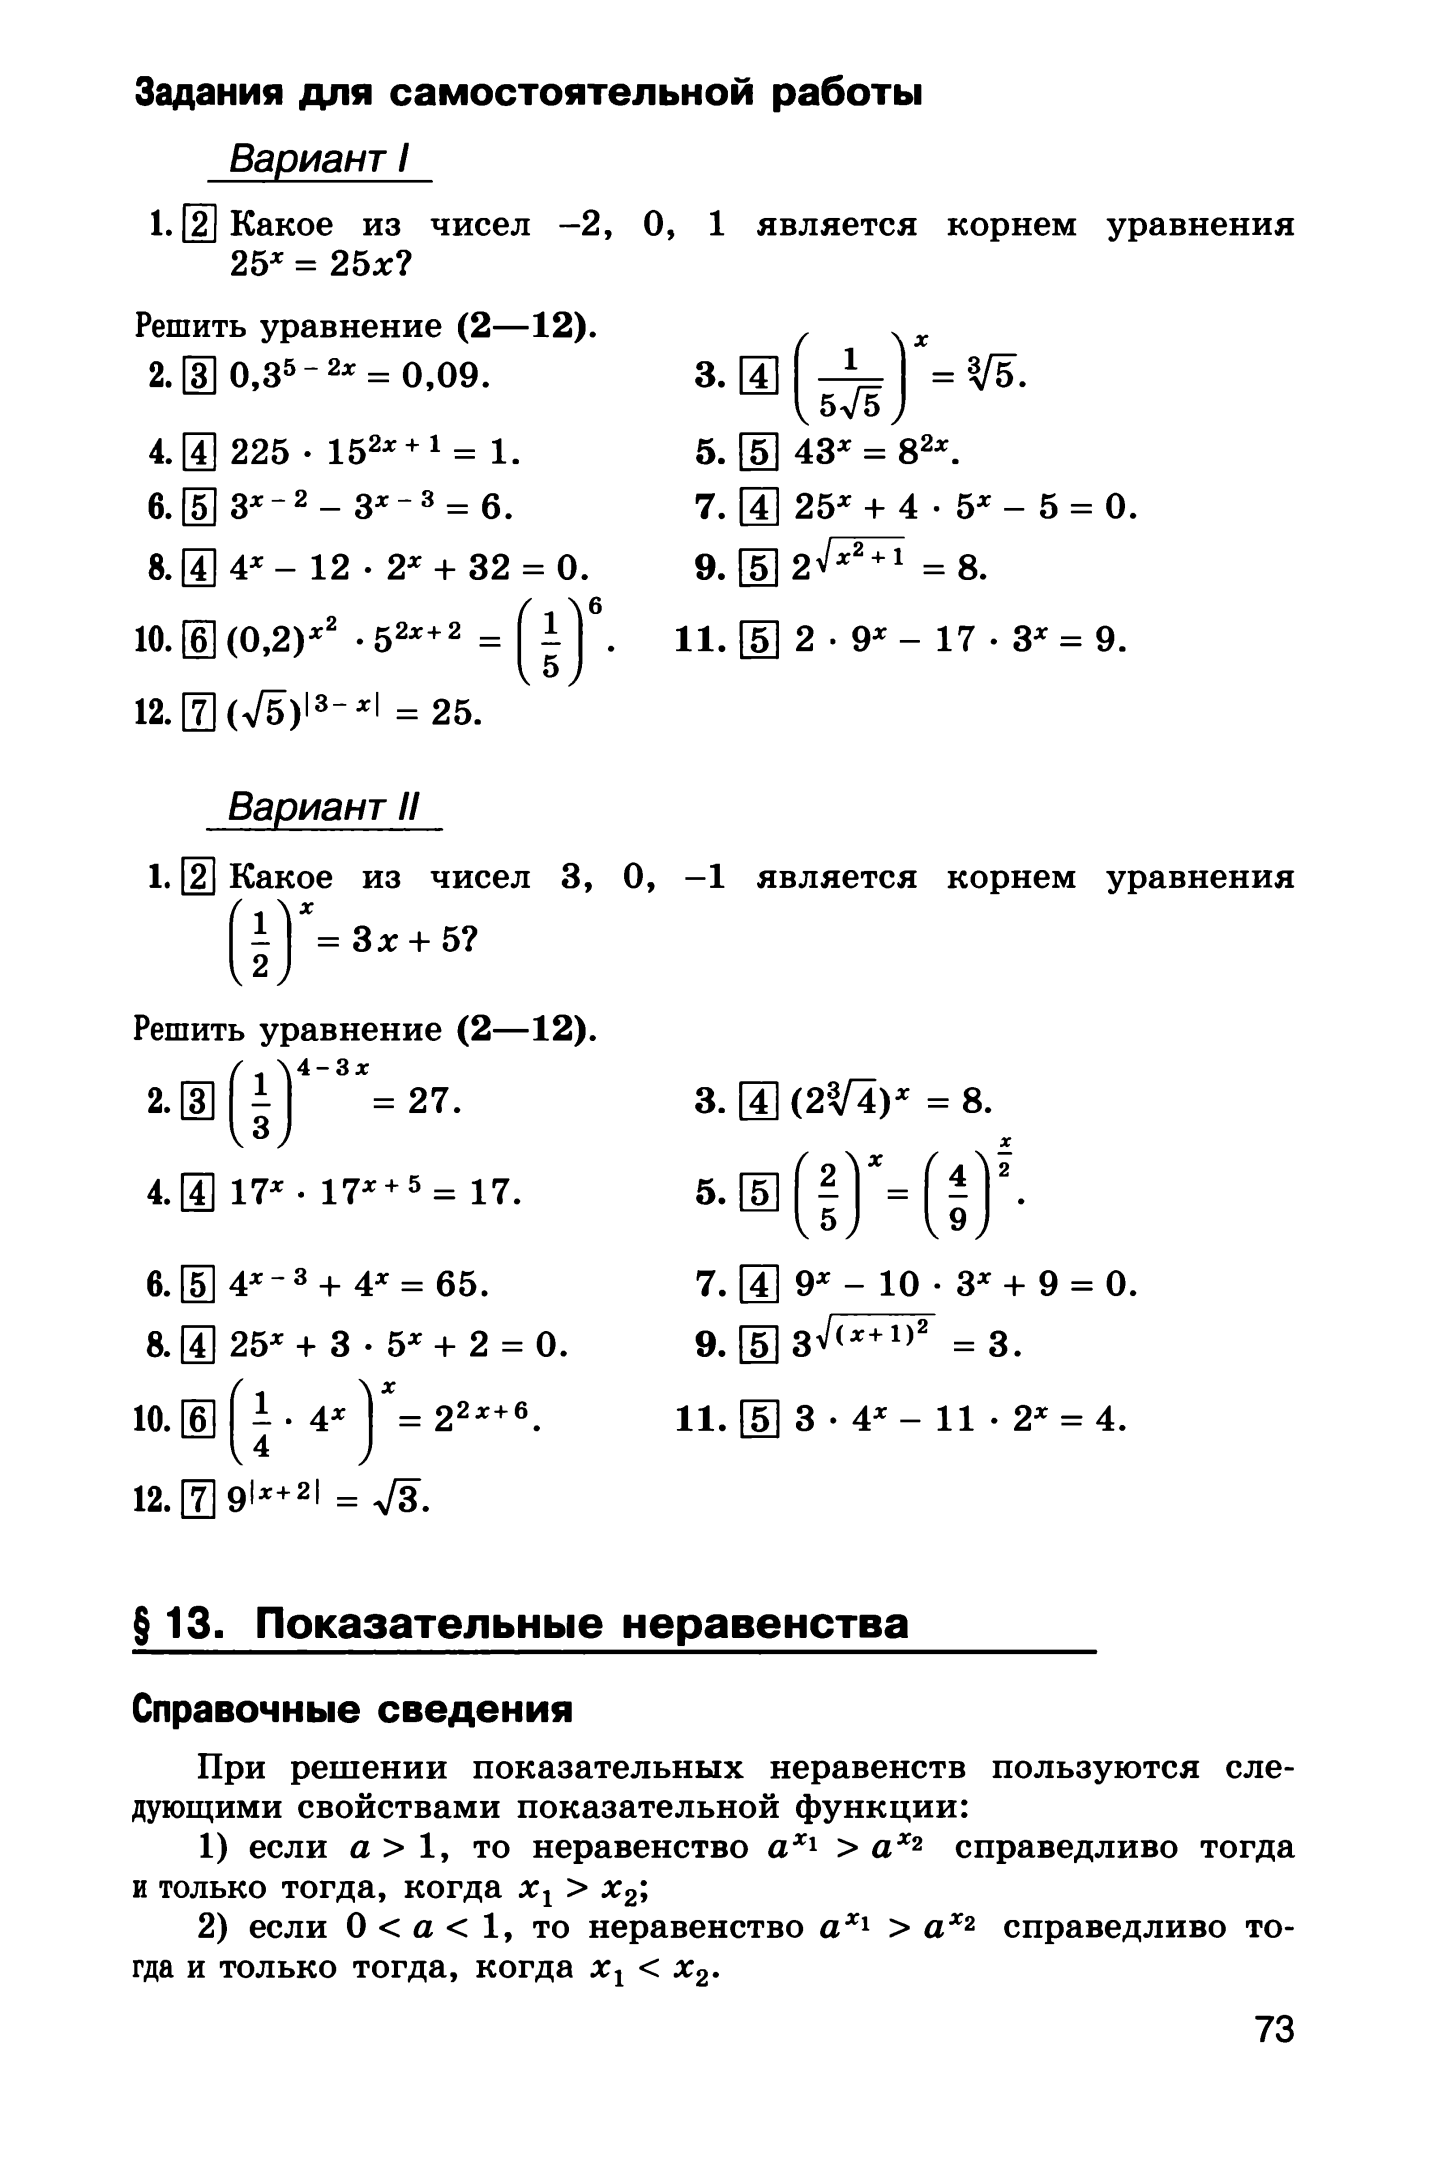 Задания для самостоятельной работы
Вариант I
1. [2] Какое из чисел –2, 0, 1 является корнем уравнения
25ˣ = 25x?
Решить уравнение (2—12).
2. [3] 0,3^(5 – 2x) = 0,09. 3. [4] (1/(5√5))^x = ∛5.
4. [4] 225 · 15^(2x + 1) = 1. 5. [5] 43^x = 8^(2x).
6. [5] 3^(x – 2) – 3^(x – 3) = 6. 7. [4] 25^x + 4 · 5^x – 5 = 0.
8. [4] 4^x – 12 · 2^x + 32 = 0. 9. [5] 2^√(x² + 1) = 8.
10. [6] (0,2)^(x²) · 5^(2x + 2) = (1/5)^6. 11. [5] 2 · 9^x – 17 · 3^x = 9.
12. [7] (√5)^|3 – x| = 25.
Вариант II
1. [2] Какое из чисел 3, 0, –1 является корнем уравнения
(1/2)^x = 3x + 5?
Решить уравнение (2—12).
2. [3] (1/3)^(4 – 3x) = 27. 3. [4] (2∛4)^x = 8.
4. [4] 17^x · 17^(x + 5) = 17. 5. [5] (2/5)^x = (4/9)^(x/2).
6. [5] 4^(x – 3) + 4^x = 65. 7. [4] 9^x – 10 · 3^x + 9 = 0.
8. [4] 25^x + 3 · 5^x + 2 = 0. 9. [5] 3^√((x + 1)²) = 3.
10. [6] (1/4 · 4^x)^x = 2^(2x + 6). 11. [5] 3 · 4^x – 11 · 2^x = 4.
12. [7] 9^|x + 2| = √3.
§ 13. Показательные неравенства
Справочные сведения
При решении показательных неравенств пользуются сле-
дующими свойствами показательной функции:
1) если a > 1, то неравенство a^(x₁) > a^(x₂) справедливо тогда
и только тогда, когда x₁ > x₂;
2) если 0 < a < 1, то неравенство a^(x₁) > a^(x₂) справедливо то-
гда и только тогда, когда x₁ < x₂.
73